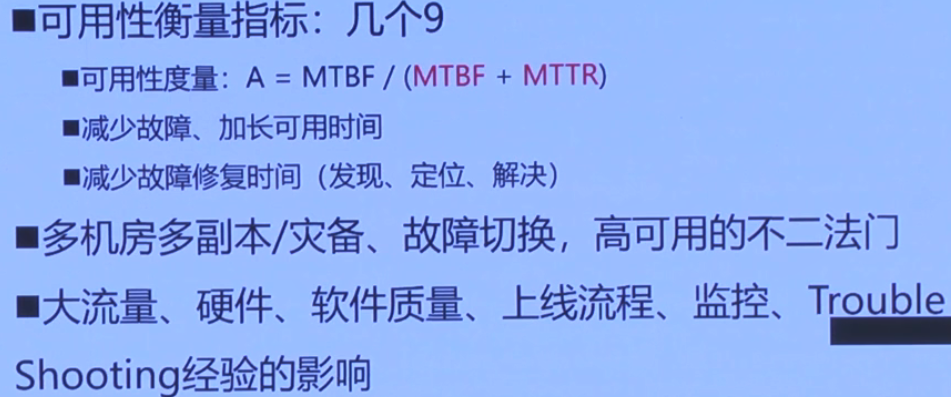 ■可用性衡量指标：几个9
■可用性度量：A = MTBF / (MTBF + MTTR)
■减少故障、加长可用时间
■减少故障修复时间（发现、定位、解决）
■多机房多副本/灾备、故障切换，高可用的不二法门
■大流量、硬件、软件质量、上线流程、监控、Trouble
Shooting经验的影响